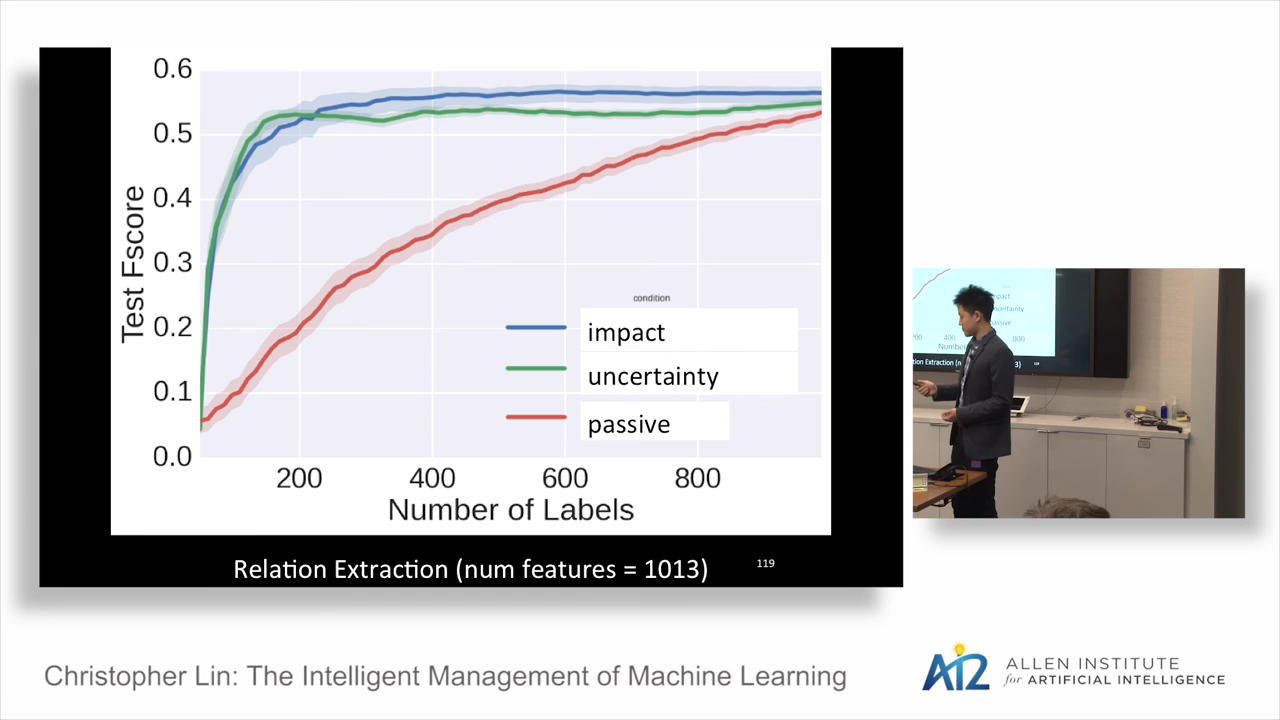 0.6
0.5
0.4
0.3
0.2
0.1
0.0
Test Fscore
condition
impact
uncertainty
passive
200 400 600 800
Number of Labels
Relation Extraction (num features = 1013)
119
400 800
Christopher Lin: The Intelligent Management of Machine Learning
AI2
ALLEN INSTITUTE
for ARTIFICIAL INTELLIGENCE